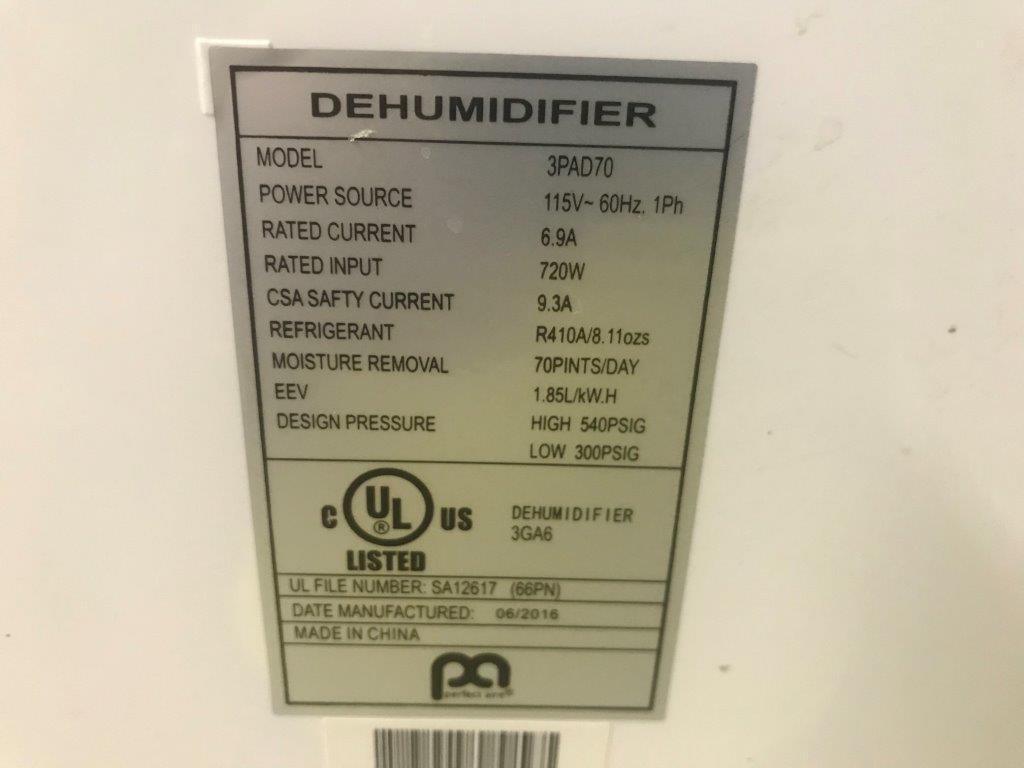 DEHUMIDIFIER
MODEL 3PAD70
POWER SOURCE 115V~ 60Hz, 1Ph
RATED CURRENT 6.9A
RATED INPUT 720W
CSA SAFTY CURRENT 9.3A
REFRIGERANT R410A/8.11ozs
MOISTURE REMOVAL 70PINTS/DAY
EEV 1.85L/kW.H
DESIGN PRESSURE HIGH 540PSIG
LOW 300PSIG
C UL ® US
LISTED
DEHUMIDIFIER
3GA6
UL FILE NUMBER: SA12617 (66PN)
DATE MANUFACTURED: 06/2016
MADE IN CHINA
pa
perfect aire®